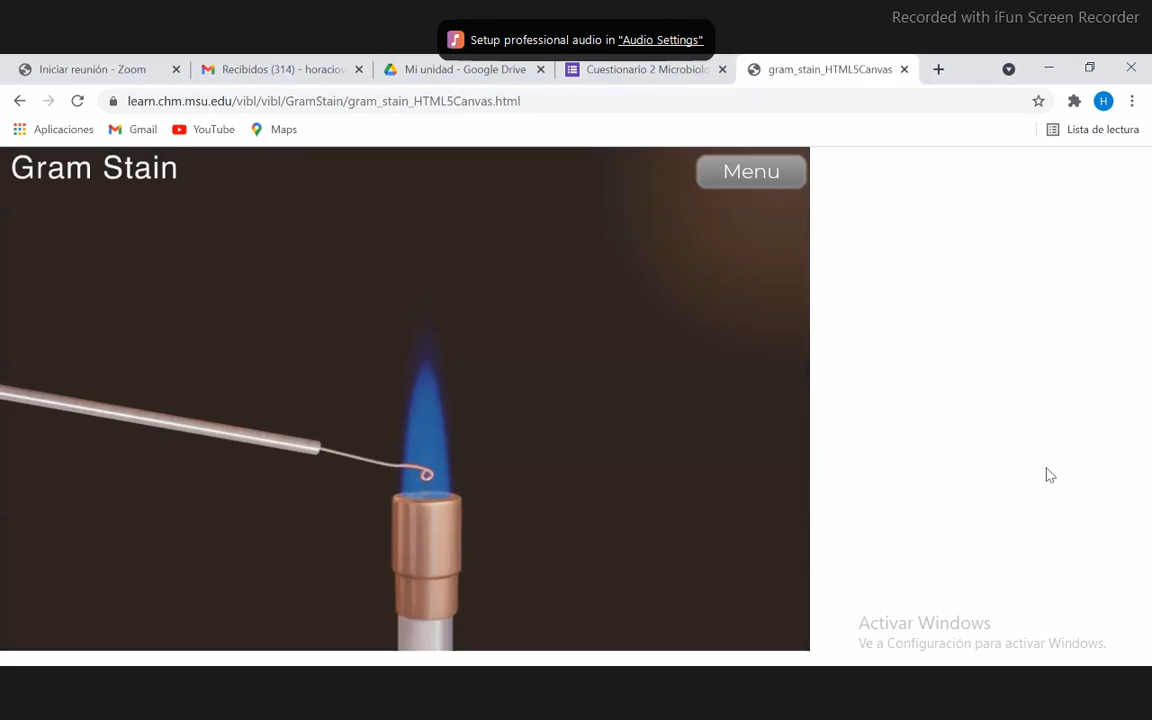 Recorded with iFun Screen Recorder
Setup professional audio in "Audio Settings"
Iniciar reunión - Zoom
Recibidos (314) - horaciov
Mi unidad - Google Drive
Cuestionario 2 Microbiolo
gram_stain_HTML5Canvas
learn.chm.msu.edu/vibl/vibl/GramStain/gram_stain_HTML5Canvas.html
H
Aplicaciones
Gmail
YouTube
Maps
Lista de lectura
Gram Stain
Menu
Activar Windows
Ve a Configuración para activar Windows.